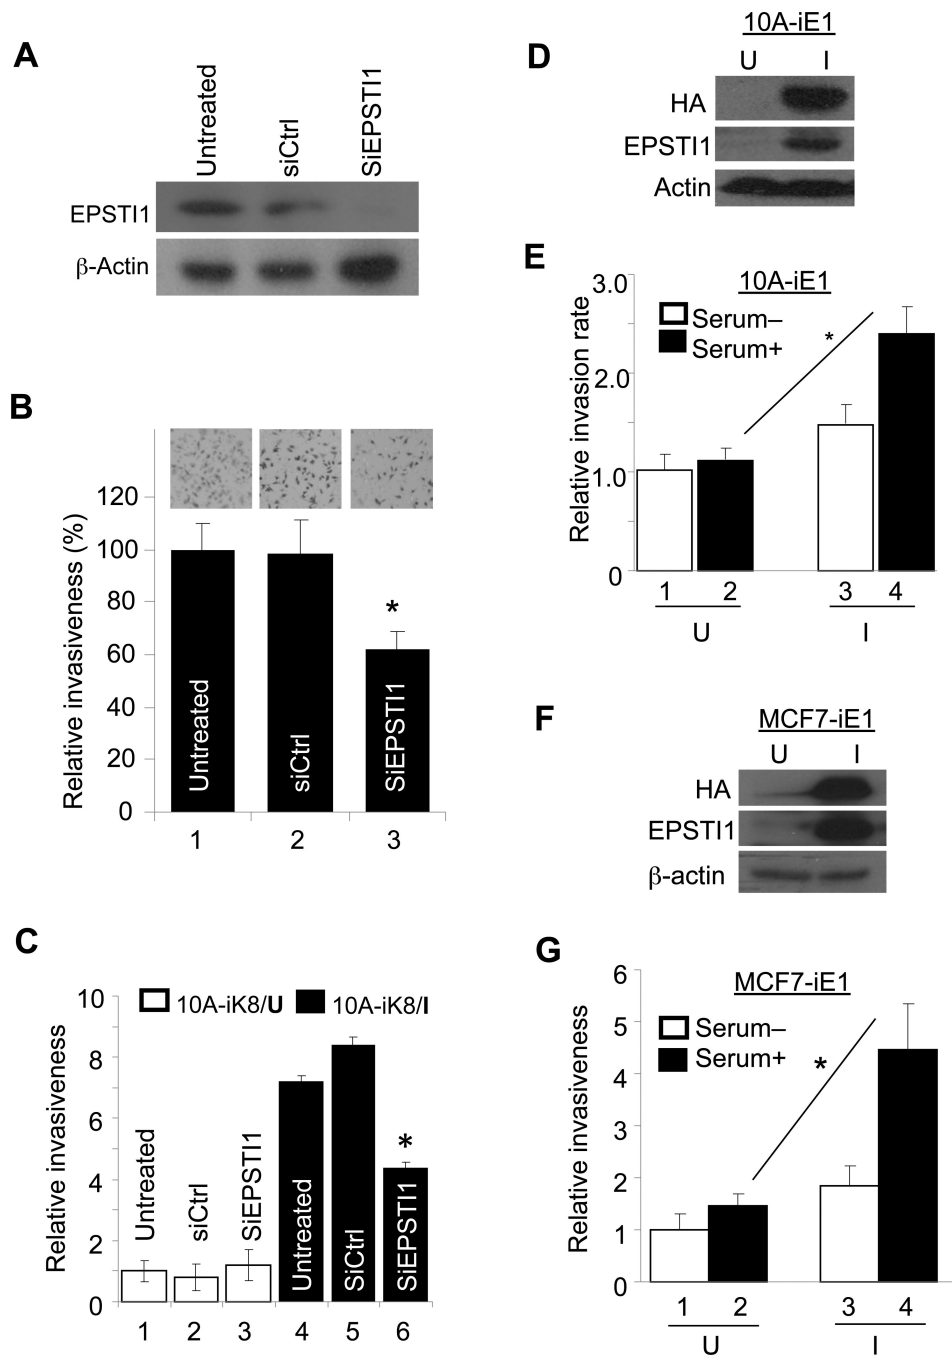 A
Untreated
siCtrl
SiEPSTI1
EPSTI1
β-Actin
B
Relative invasiveness (%)
120
100
80
60
40
20
0
*
Untreated
siCtrl
SiEPSTI1
1 2 3
C
Relative invasiveness
10
8
6
4
2
0
10A-iK8/U 10A-iK8/I
Untreated
siCtrl
SiEPSTI1
Untreated
SiCtrl
SiEPSTI1
*
1 2 3 4 5 6
D
10A-iE1
U I
HA
EPSTI1
Actin
E
10A-iE1
Relative invasion rate
3.0
2.0
1.0
0
Serum–
Serum+
*
1 2 3 4
U I
F
MCF7-iE1
U I
HA
EPSTI1
β-actin
G
MCF7-iE1
Relative invasiveness
6
5
4
3
2
1
0
Serum–
Serum+
*
1 2 3 4
U I